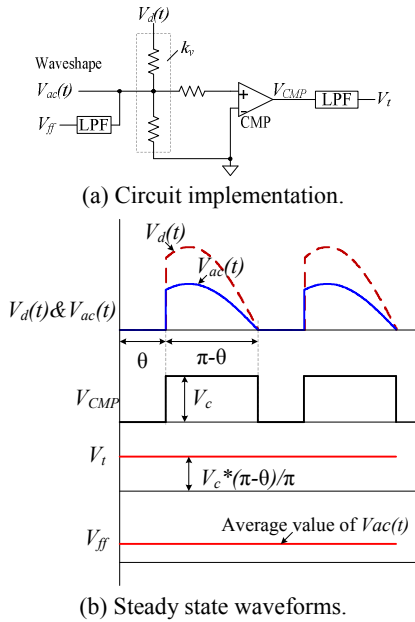 Vd(t)
Waveshape
kv
Vac(t)
+
VCMP
LPF
Vt
Vff
LPF
-
CMP
(a) Circuit implementation.
Vd(t)
Vac(t)
Vd(t)&Vac(t)
θ
π-θ
VCMP
Vc
Vt
Vc*(π-θ)/π
Average value of Vac(t)
Vff
(b) Steady state waveforms.